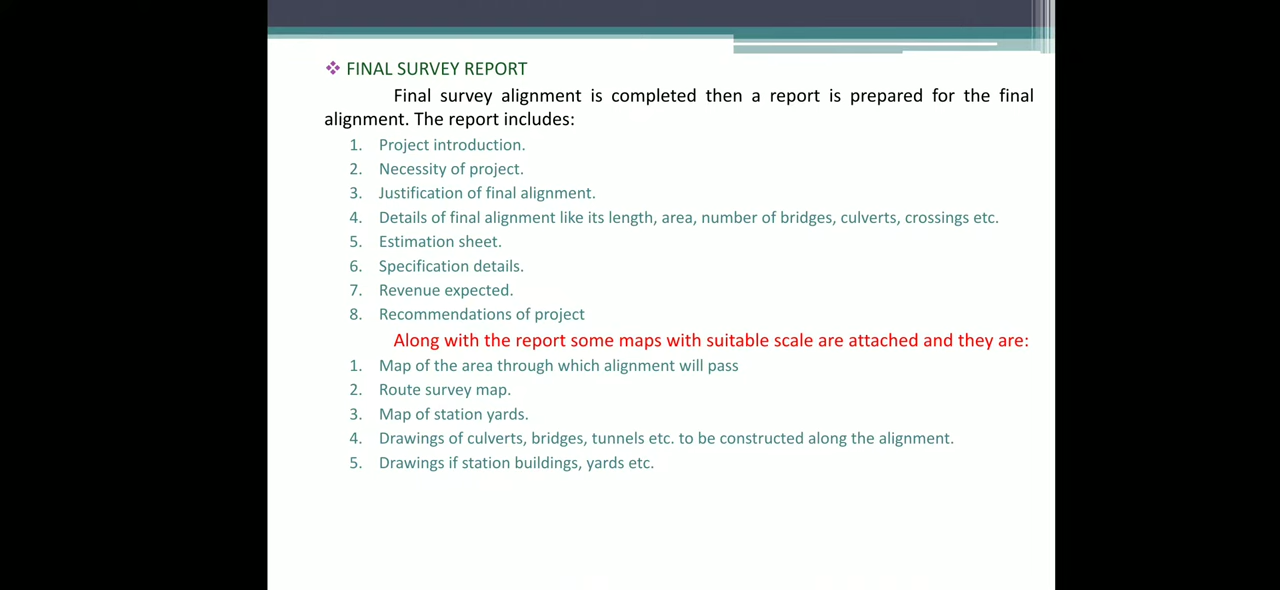 ❖ FINAL SURVEY REPORT
Final survey alignment is completed then a report is prepared for the final
alignment. The report includes:
1. Project introduction.
2. Necessity of project.
3. Justification of final alignment.
4. Details of final alignment like its length, area, number of bridges, culverts, crossings etc.
5. Estimation sheet.
6. Specification details.
7. Revenue expected.
8. Recommendations of project
Along with the report some maps with suitable scale are attached and they are:
1. Map of the area through which alignment will pass
2. Route survey map.
3. Map of station yards.
4. Drawings of culverts, bridges, tunnels etc. to be constructed along the alignment.
5. Drawings if station buildings, yards etc.